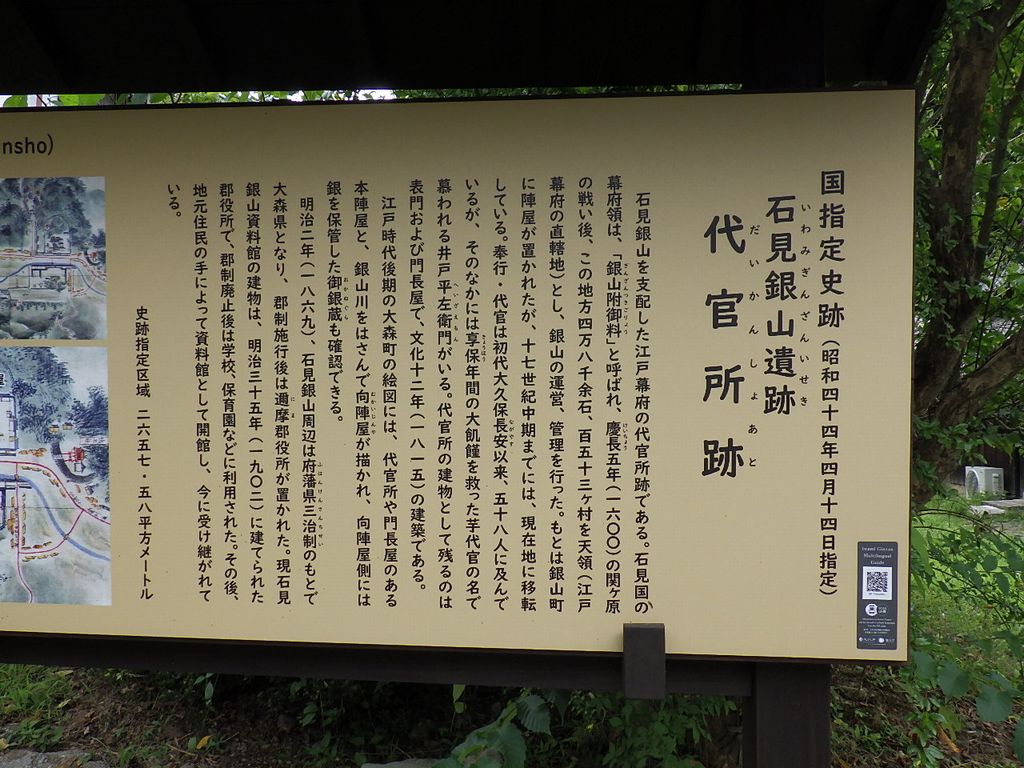 国指定史跡(昭和四十四年四月十四日指定)
石見銀山遺跡
いわみぎんざんいせき
代官所跡
だいかんしょあと
石見銀山を支配した江戸幕府の代官所跡である。石見国の
幕府領は、「銀山附御料」と呼ばれ、慶長五年(一六〇〇)の関ヶ原
の戦い後、この地方四万八千余石、百五十三ヶ村を天領(江戸
幕府の直轄地)とし、銀山の運営、管理を行った。もとは銀山町
に陣屋が置かれたが、十七世紀中期までには、現在地に移転
している。奉行・代官は初代大久保長安以来、五十八人に及んで
いるが、そのなかには享保年間の大飢饉を救った芋代官の名で
慕われる井戸平左衛門がいる。代官所の建物として残るのは
表門および門長屋で、文化十二年(一八一五)の建築である。
江戸時代後期の大森町の絵図には、代官所や門長屋のある
本陣屋と、銀山川をはさんで向陣屋が描かれ、向陣屋側には
銀を保管した御銀蔵も確認できる。
明治二年(一八六九)、石見銀山周辺は府藩県三治制のもとで
大森県となり、郡制施行後は邇摩郡役所が置かれた。現石見
銀山資料館の建物は、明治三十五年(一九〇二)に建てられた
郡役所で、郡制廃止後は学校、保育園などに利用された。その後、
地元住民の手によって資料館として開館し、今に受け継がれて
いる。
史跡指定区域 二六五七・五八平方メートル
nsho)
Iwami Ginzan
Multilingual
Guide